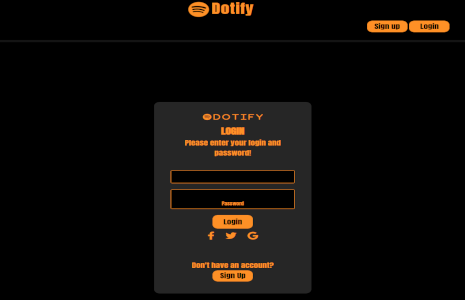 Dotify
Sign up
Login
DOTIFY
LOGIN
Please enter your login and
password!
Password
Login
Don't have an account?
Sign Up